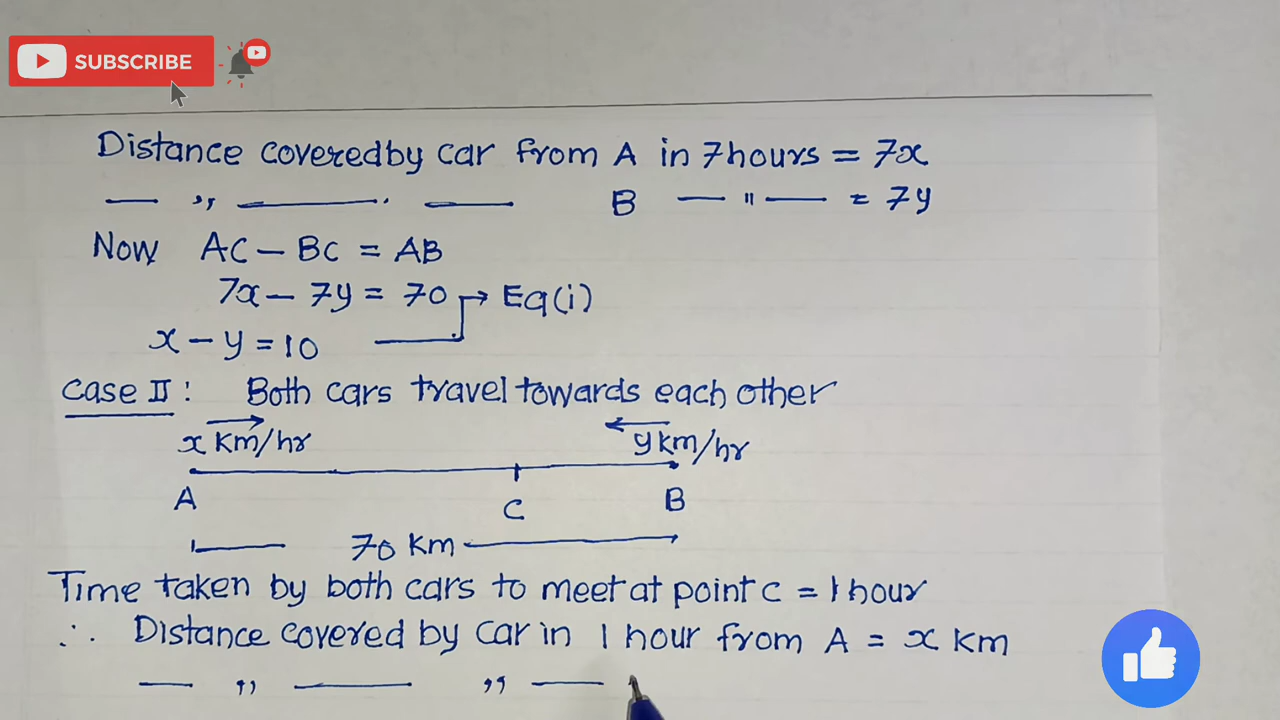 SUBSCRIBE
Distance covered by car from A in 7 hours = 7x
— ,, — — B — " — = 7y
Now AC – BC = AB
7x – 7y = 70 → Eq(i)
x – y = 10
Case II : Both cars travel towards each other
x km/hr y km/hr
A C B
70 km
Time taken by both cars to meet at point C = 1 hour
∴ Distance covered by car in 1 hour from A = x km
— ,, — ,, —